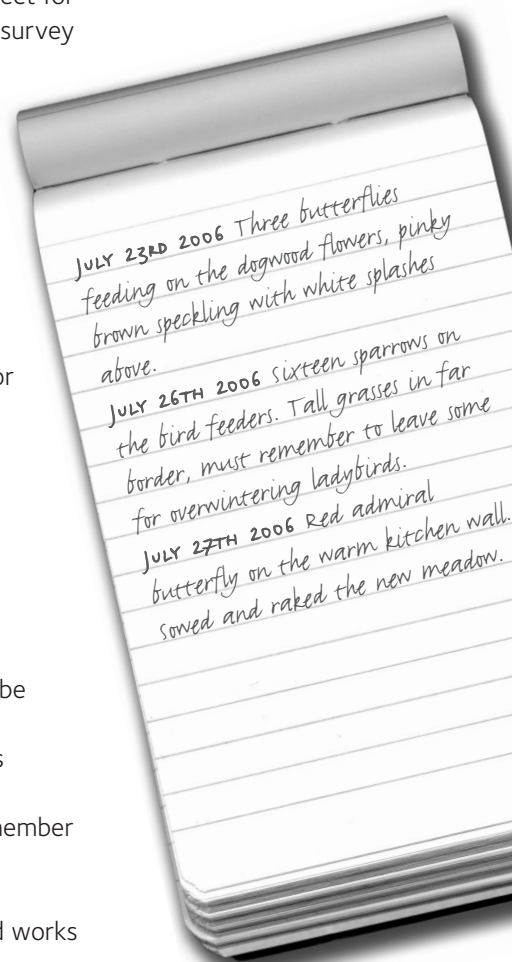 eet for
survey
or
be
s
member
d works
JULY 23RD 2006 Three butterflies
feeding on the dogwood flowers, pinky
brown speckling with white splashes
above.
JULY 26TH 2006 Sixteen sparrows on
the bird feeders. Tall grasses in far
border, must remember to leave some
for overwintering ladybirds.
JULY 27TH 2006 Red admiral
butterfly on the warm kitchen wall.
Sowed and raked the new meadow.